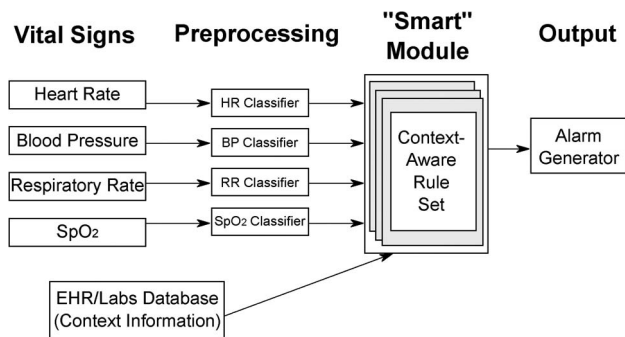 Vital Signs
Preprocessing
"Smart"
Module
Output
Heart Rate
HR Classifier
Blood Pressure
BP Classifier
Respiratory Rate
RR Classifier
SpO₂
SpO₂ Classifier
Context-
Aware
Rule
Set
Alarm
Generator
EHR/Labs Database
(Context Information)